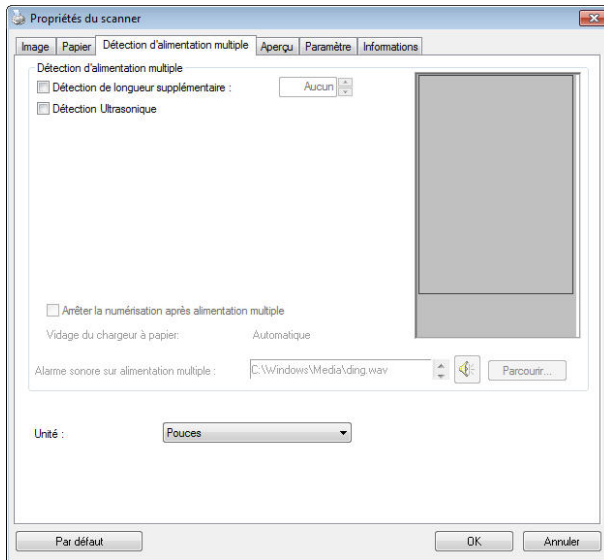 Propriétés du scanner
Image Papier Détection d'alimentation multiple Aperçu Paramètre Informations
Détection d'alimentation multiple
Détection de longueur supplémentaire : Aucun
Détection Ultrasonique
Arrêter la numérisation après alimentation multiple
Vidage du chargeur à papier: Automatique
Alarme sonore sur alimentation multiple : C:\Windows\Media\ding.wav Parcourir...
Unité : Pouces
Par défaut OK Annuler